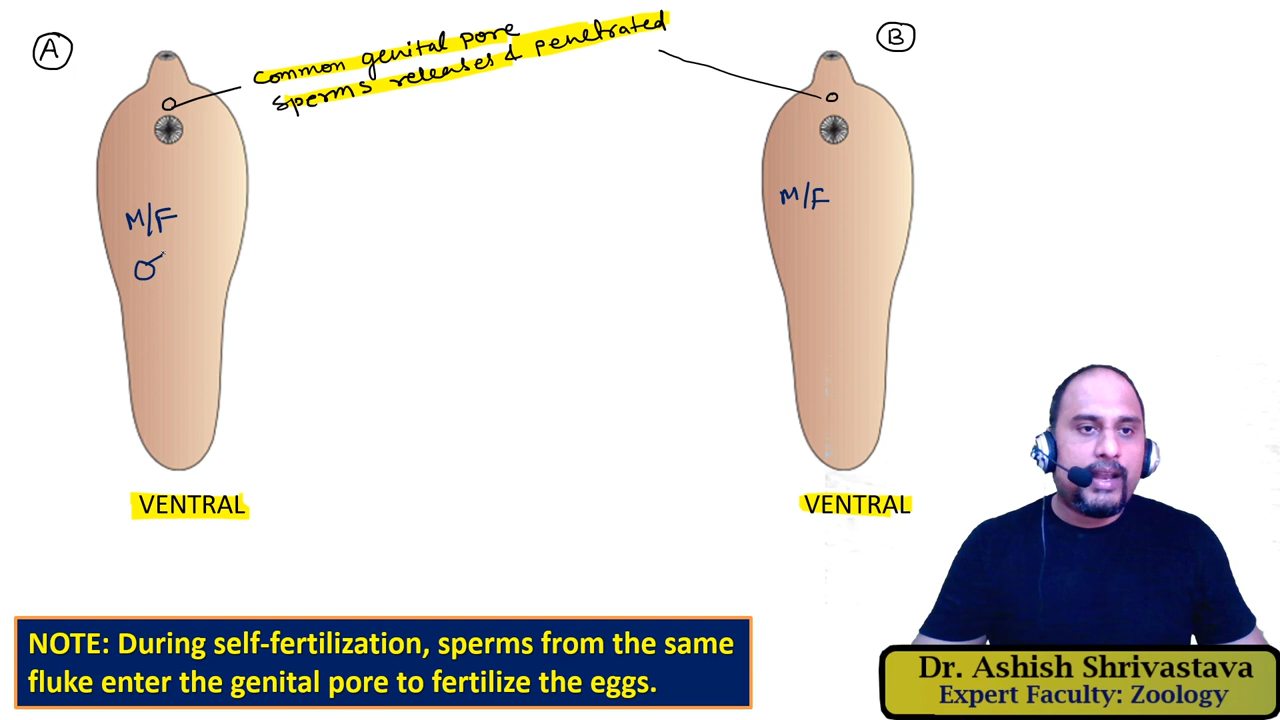 A
common genital pore
sperms releases & penetrated
B
M/F
M/F
VENTRAL
VENTRAL
NOTE: During self-fertilization, sperms from the same
fluke enter the genital pore to fertilize the eggs.
Dr. Ashish Shrivastava
Expert Faculty: Zoology